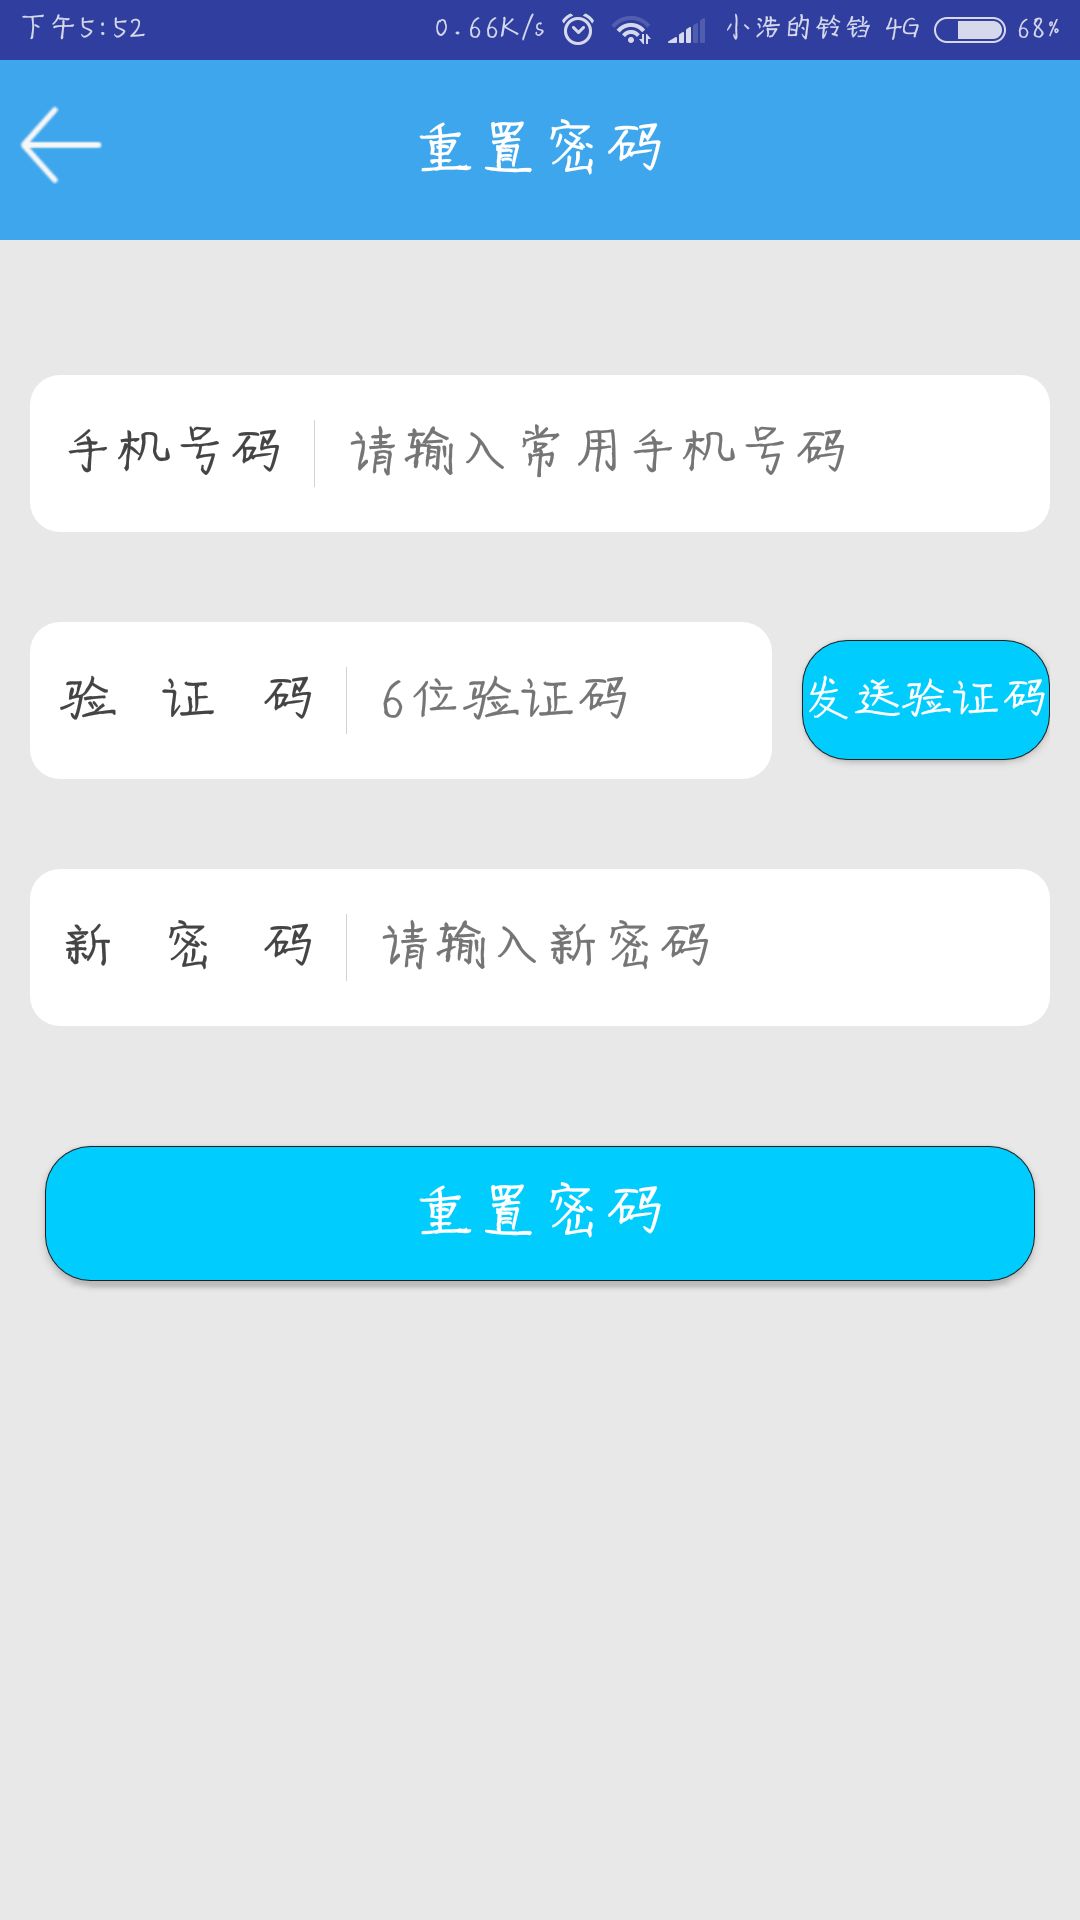 下午5:52 0.66K/s 小浩的铃铛 4G 68%
重置密码
手机号码 请输入常用手机号码
验 证 码 6位验证码 发送验证码
新 密 码 请输入新密码
重置密码